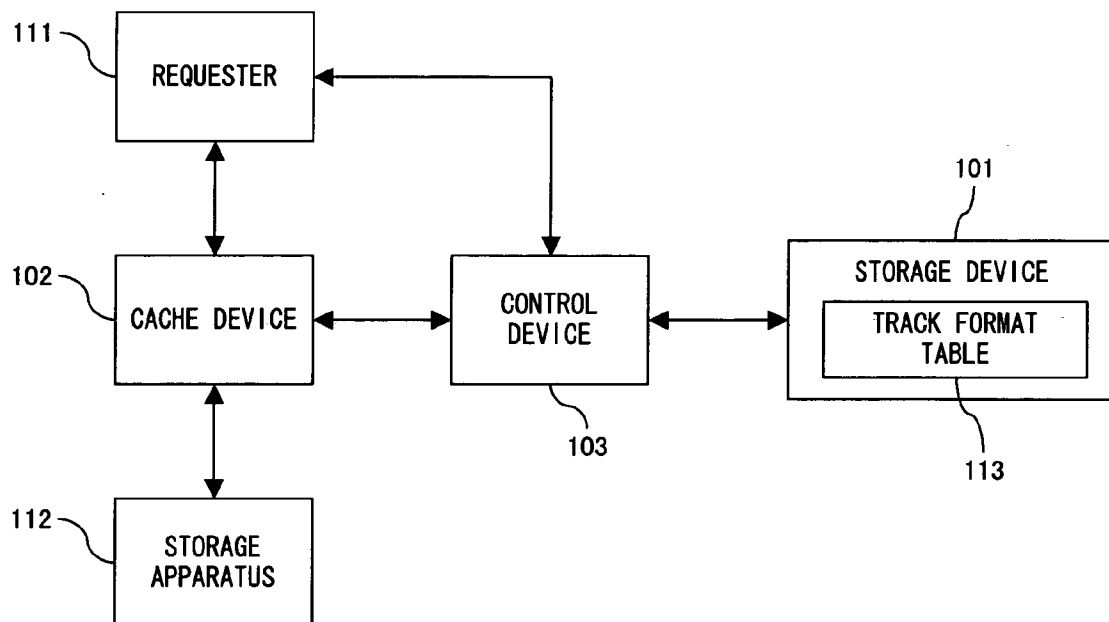 111
REQUESTER
101
102
CACHE DEVICE
CONTROL
DEVICE
STORAGE DEVICE
TRACK FORMAT
TABLE
103
113
112
STORAGE
APPARATUS